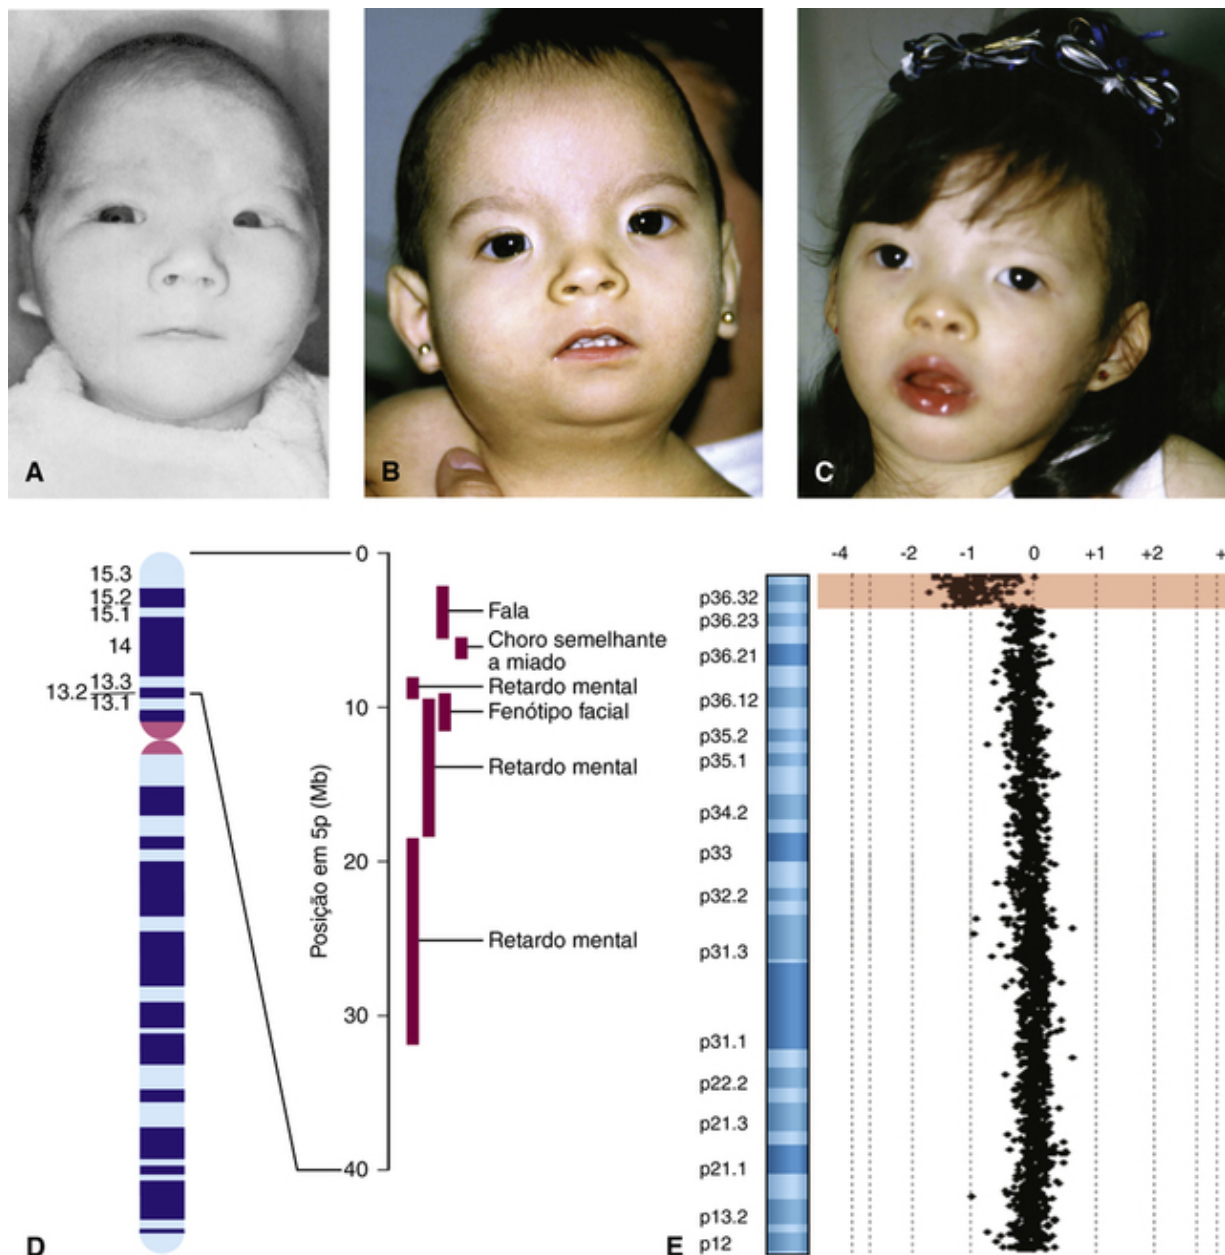 A
B
C
15.3
15.2
15.1
14
13.3
13.2
13.1
D
Posição em 5p (Mb)
0
10
20
30
40
Fala
Choro semelhante
a miado
Retardo mental
Fenótipo facial
Retardo mental
Retardo mental
-4
-2
-1
0
+1
+2
+
p36.32
p36.23
p36.21
p36.12
p35.2
p35.1
p34.2
p33
p32.2
p31.3
p31.1
p22.2
p21.3
p21.1
p13.2
p12
E